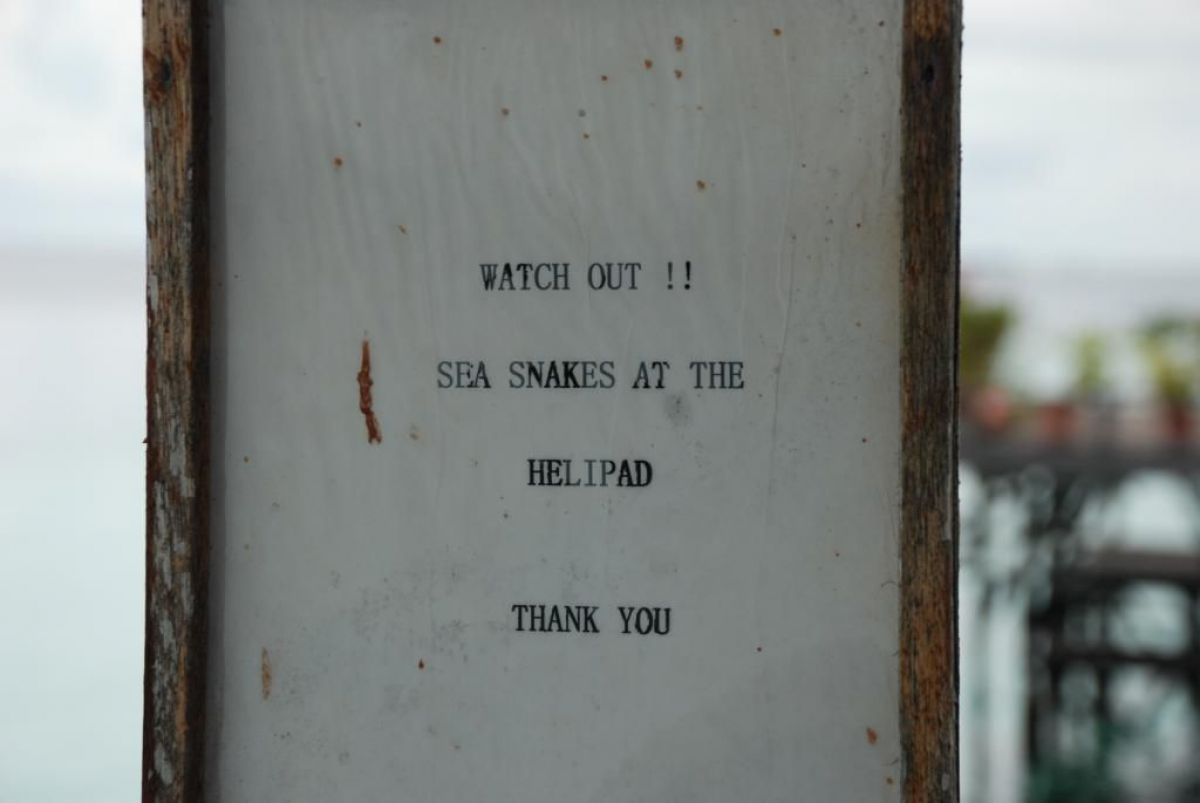 WATCH OUT !!
SEA SNAKES AT THE
HELIPAD
THANK YOU